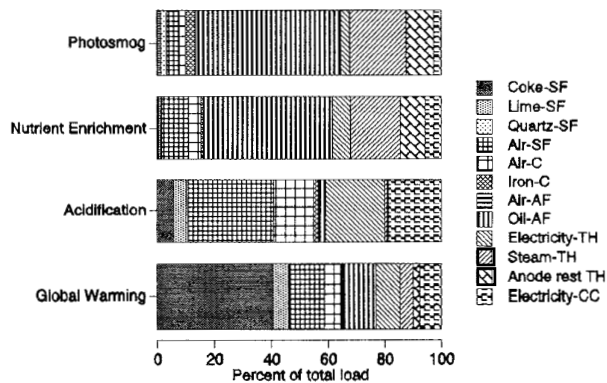 Photosmog
Nutrient Enrichment
Acidification
Global Warming
0 20 40 60 80 100
Percent of total load
Coke-SF
Lime-SF
Quartz-SF
Air-SF
Air-C
Iron-C
Air-AF
Oil-AF
Electricity-TH
Steam-TH
Anode rest TH
Electricity-CC